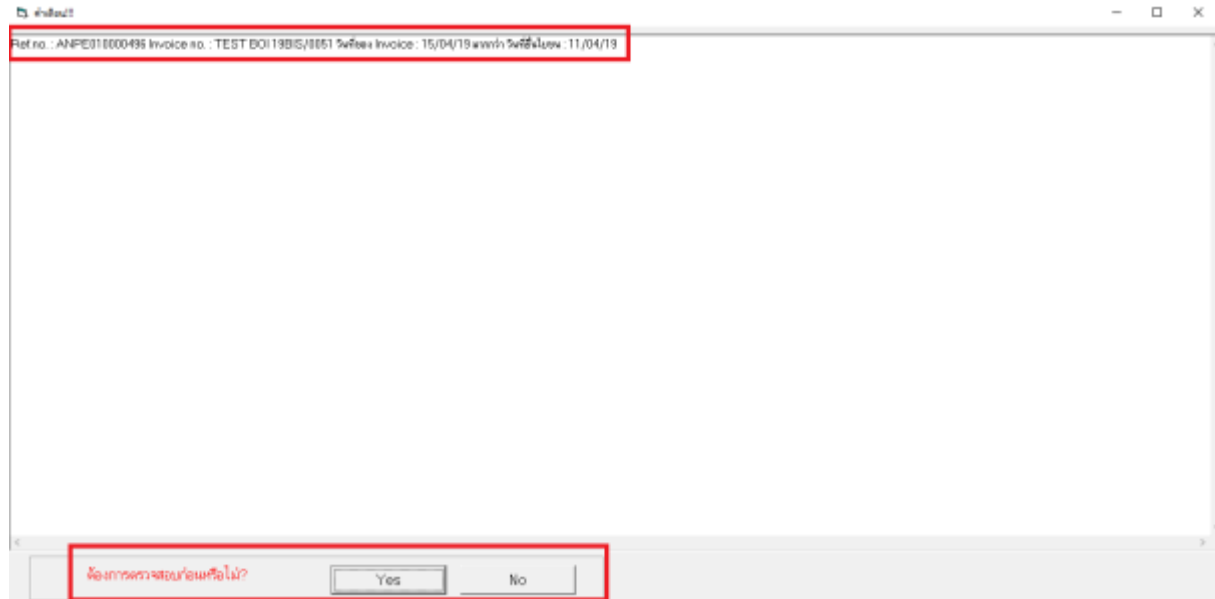 คำเตือน!!!
Ref no. : ANPE010000496 Invoice no. : TEST BOI 19BIS/0051 วันที่ของ Invoice : 15/04/19 มากกว่า วันที่ยื่นใบขน : 11/04/19
ต้องการตรวจสอบก่อนหรือไม่?
Yes No